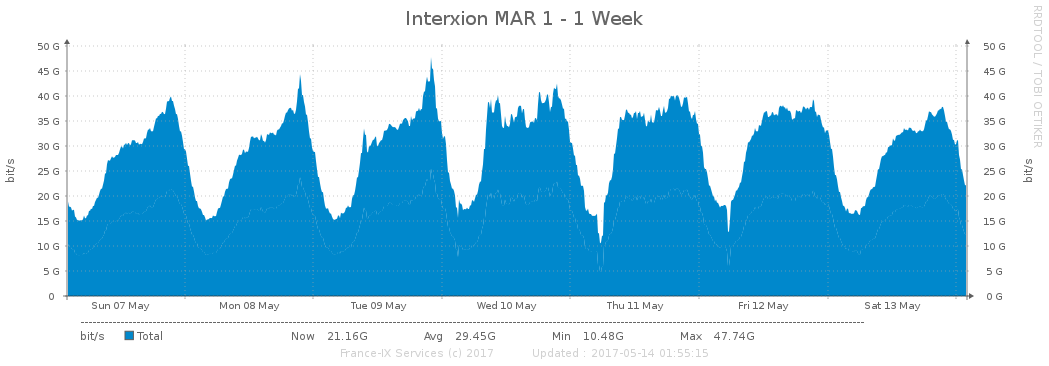 Interxion MAR 1 - 1 Week
RRDTOOL / TOBI OETIKER
50 G 50 G
45 G 45 G
40 G 40 G
35 G 35 G
30 G 30 G
25 G 25 G
20 G 20 G
15 G 15 G
10 G 10 G
5 G 5 G
0 0 G
bit/s
bit/s
Sun 07 May Mon 08 May Tue 09 May Wed 10 May Thu 11 May Fri 12 May Sat 13 May
bit/s Total Now 21.16G Avg 29.45G Min 10.48G Max 47.74G
France-IX Services (c) 2017 Updated : 2017-05-14 01:55:15